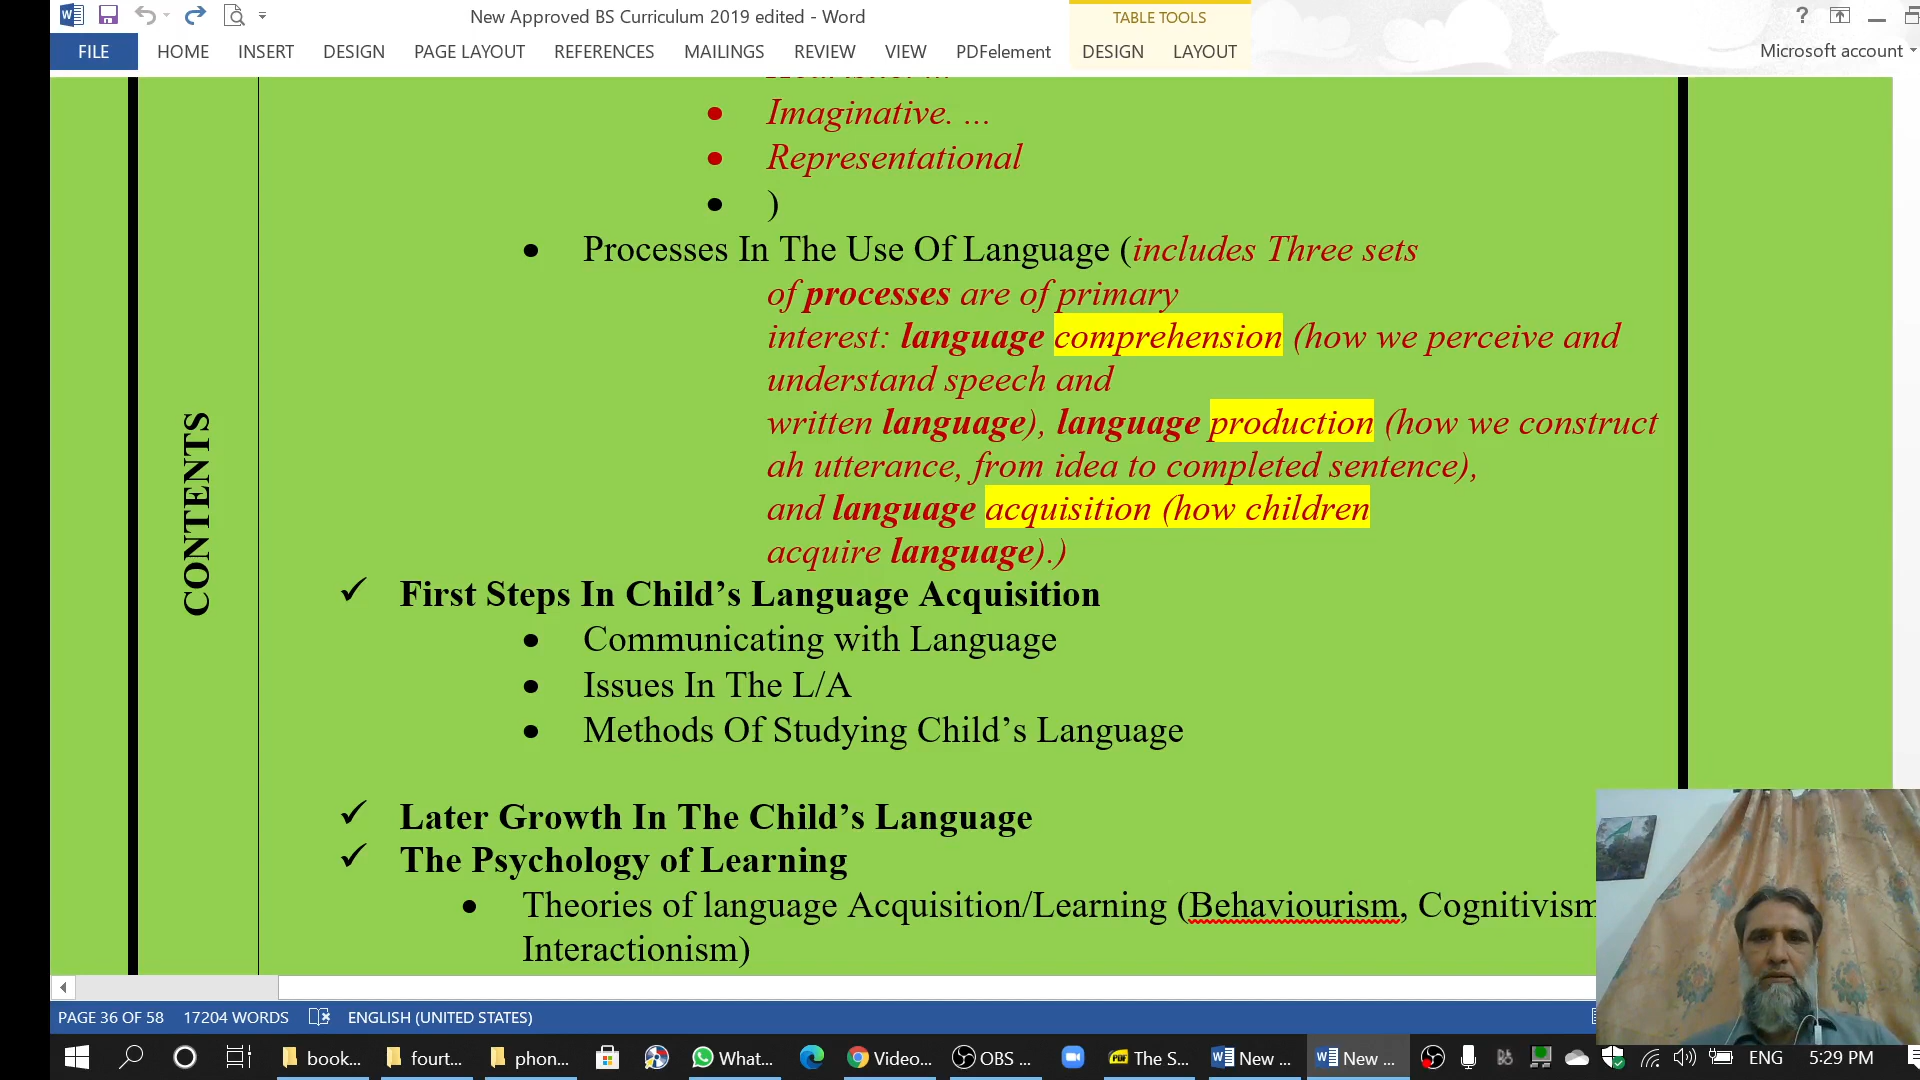 New Approved BS Curriculum 2019 edited - Word
TABLE TOOLS
?
FILE HOME INSERT DESIGN PAGE LAYOUT REFERENCES MAILINGS REVIEW VIEW PDFelement DESIGN LAYOUT
Microsoft account
Imaginative. ...
Representational
)
Processes In The Use Of Language (includes Three sets
of processes are of primary
interest: language comprehension (how we perceive and
understand speech and
written language), language production (how we construct
ah utterance, from idea to completed sentence),
and language acquisition (how children
acquire language).)
CONTENTS
First Steps In Child’s Language Acquisition
Communicating with Language
Issues In The L/A
Methods Of Studying Child’s Language
Later Growth In The Child’s Language
The Psychology of Learning
Theories of language Acquisition/Learning (Behaviourism, Cognitivism
Interactionism)
PAGE 36 OF 58 17204 WORDS ENGLISH (UNITED STATES)
book... fourt... phon... What... Video... OBS ... The S... New ... New ... ENG 5:29 PM